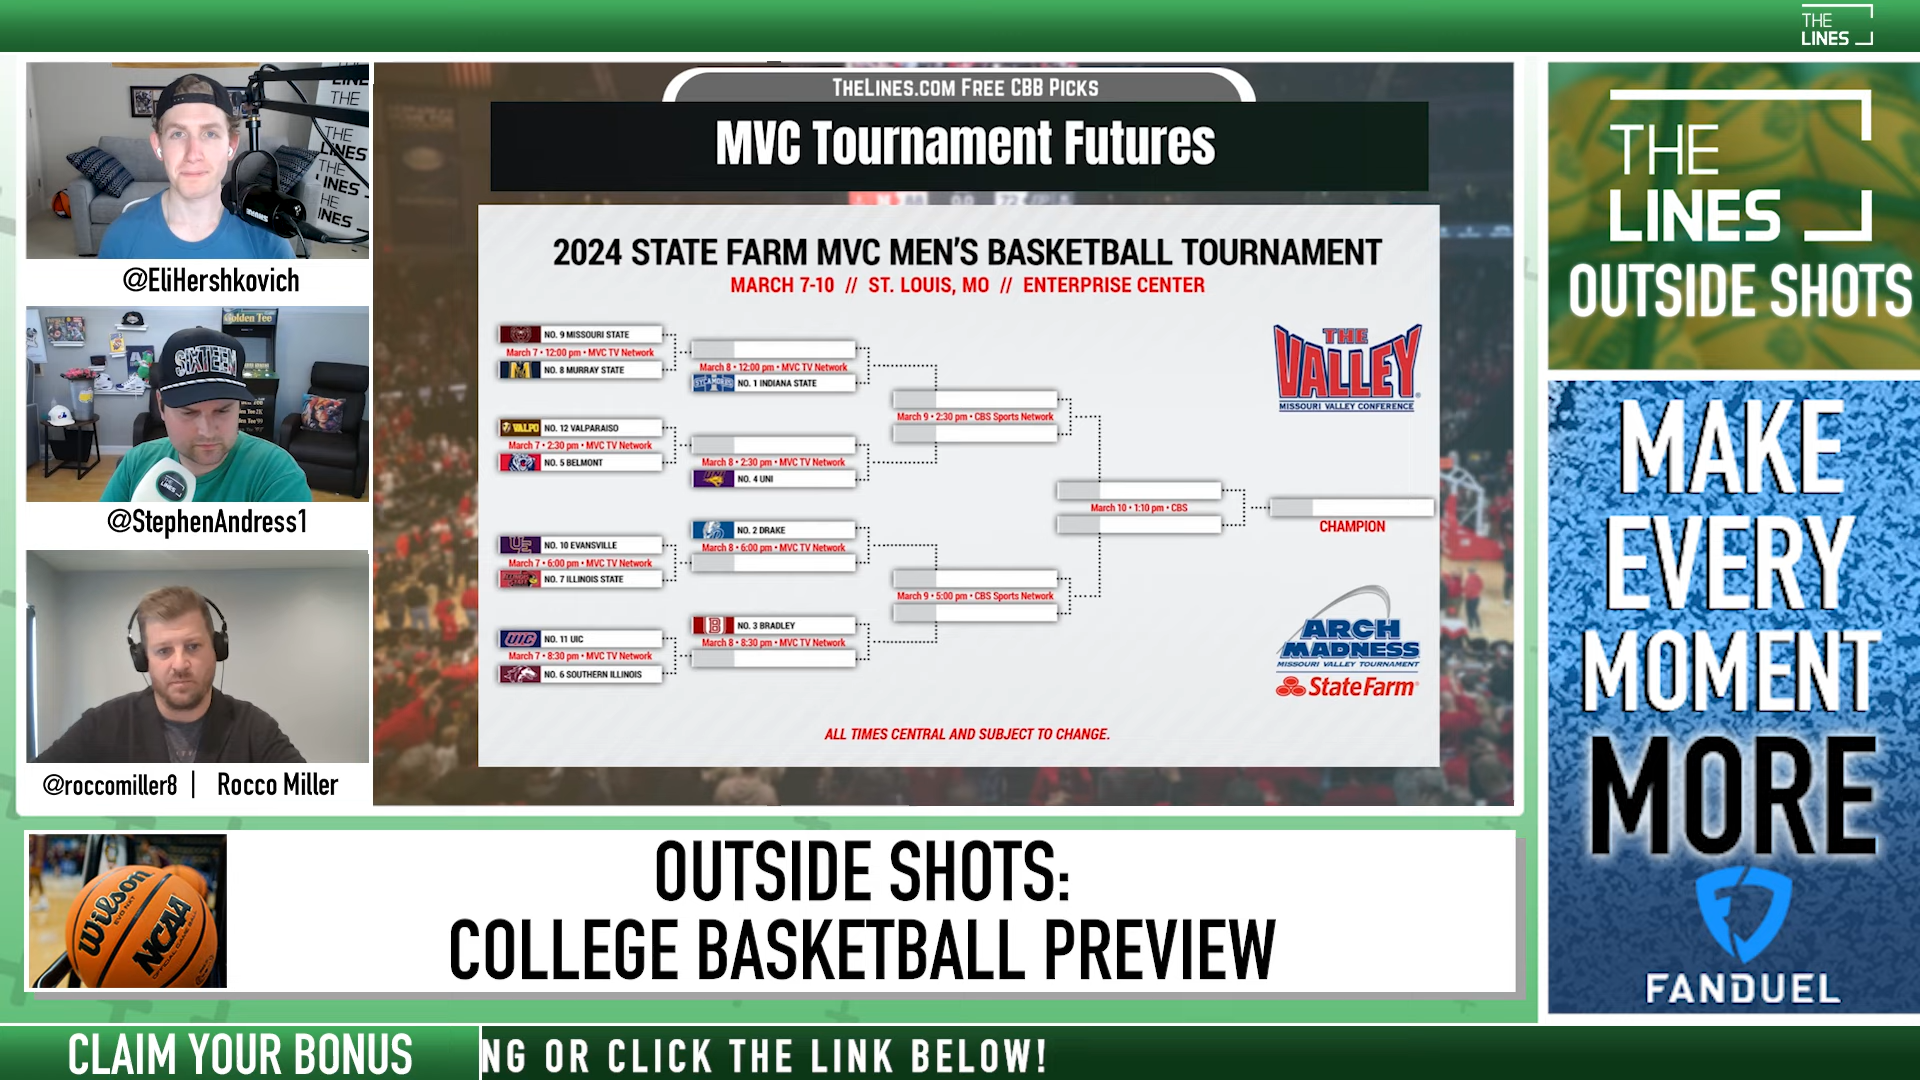 THE
LINES
TheLines.com Free CBB Picks
MVC Tournament Futures
2024 STATE FARM MVC MEN'S BASKETBALL TOURNAMENT
MARCH 7-10 // ST. LOUIS, MO // ENTERPRISE CENTER
NO. 9 MISSOURI STATE
March 7 • 12:00 pm • MVC TV Network
NO. 8 MURRAY STATE
March 8 • 12:00 pm • MVC TV Network
SYCAMORES
NO. 1 INDIANA STATE
March 9 • 2:30 pm • CBS Sports Network
VALPO
NO. 12 VALPARAISO
March 7 • 2:30 pm • MVC TV Network
NO. 5 BELMONT
March 8 • 2:30 pm • MVC TV Network
NO. 4 UNI
March 10 • 1:10 pm • CBS
CHAMPION
NO. 2 DRAKE
NO. 10 EVANSVILLE
March 8 • 6:00 pm • MVC TV Network
March 7 • 6:00 pm • MVC TV Network
NO. 7 ILLINOIS STATE
March 9 • 5:00 pm • CBS Sports Network
NO. 3 BRADLEY
UIC
NO. 11 UIC
March 8 • 8:30 pm • MVC TV Network
March 7 • 8:30 pm • MVC TV Network
NO. 6 SOUTHERN ILLINOIS
THE
VALLEY
MISSOURI VALLEY CONFERENCE
ARCH
MADNESS
MISSOURI VALLEY TOURNAMENT
State Farm
ALL TIMES CENTRAL AND SUBJECT TO CHANGE.
@EliHershkovich
Golden Tee
SIXTEEN
@StephenAndress1
@roccomiller8 | Rocco Miller
THE
LINES
OUTSIDE SHOTS
MAKE
EVERY
MOMENT
MORE
FANDUEL
Wilson
NCAA
OUTSIDE SHOTS:
COLLEGE BASKETBALL PREVIEW
CLAIM YOUR BONUS
NG OR CLICK THE LINK BELOW!